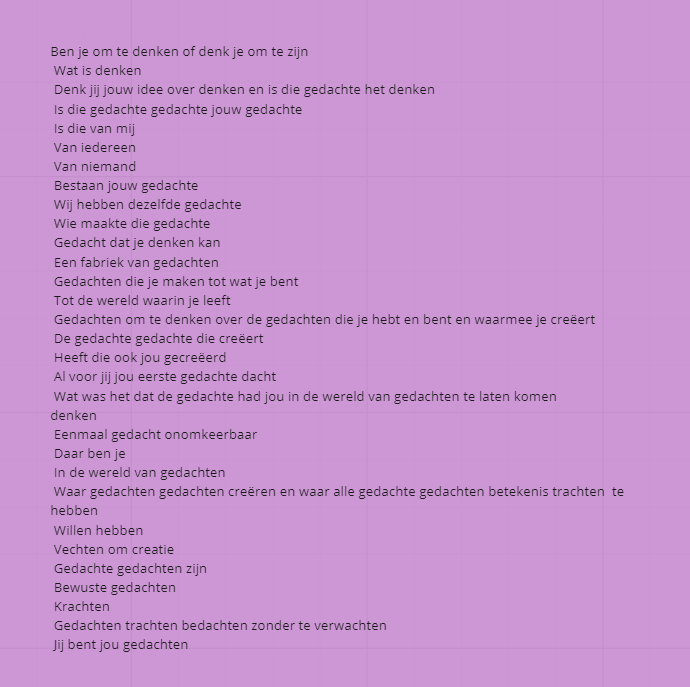 Ben je om te denken of denk je om te zijn
Wat is denken
Denk jij jouw idee over denken en is die gedachte het denken
Is die gedachte gedachte jouw gedachte
Is die van mij
Van iedereen
Van niemand
Bestaan jouw gedachte
Wij hebben dezelfde gedachte
Wie maakte die gedachte
Gedacht dat je denken kan
Een fabriek van gedachten
Gedachten die je maken tot wat je bent
Tot de wereld waarin je leeft
Gedachten om te denken over de gedachten die je hebt en bent en waarmee je creëert
De gedachte gedachte die creëert
Heeft die ook jou gecreëerd
Al voor jij jou eerste gedachte dacht
Wat was het dat de gedachte had jou in de wereld van gedachten te laten komen
denken
Eenmaal gedacht onomkeerbaar
Daar ben je
In de wereld van gedachten
Waar gedachten gedachten creëren en waar alle gedachte gedachten betekenis trachten  te
hebben
Willen hebben
Vechten om creatie
Gedachte gedachten zijn
Bewuste gedachten
Krachten
Gedachten trachten bedachten zonder te verwachten
Jij bent jou gedachten